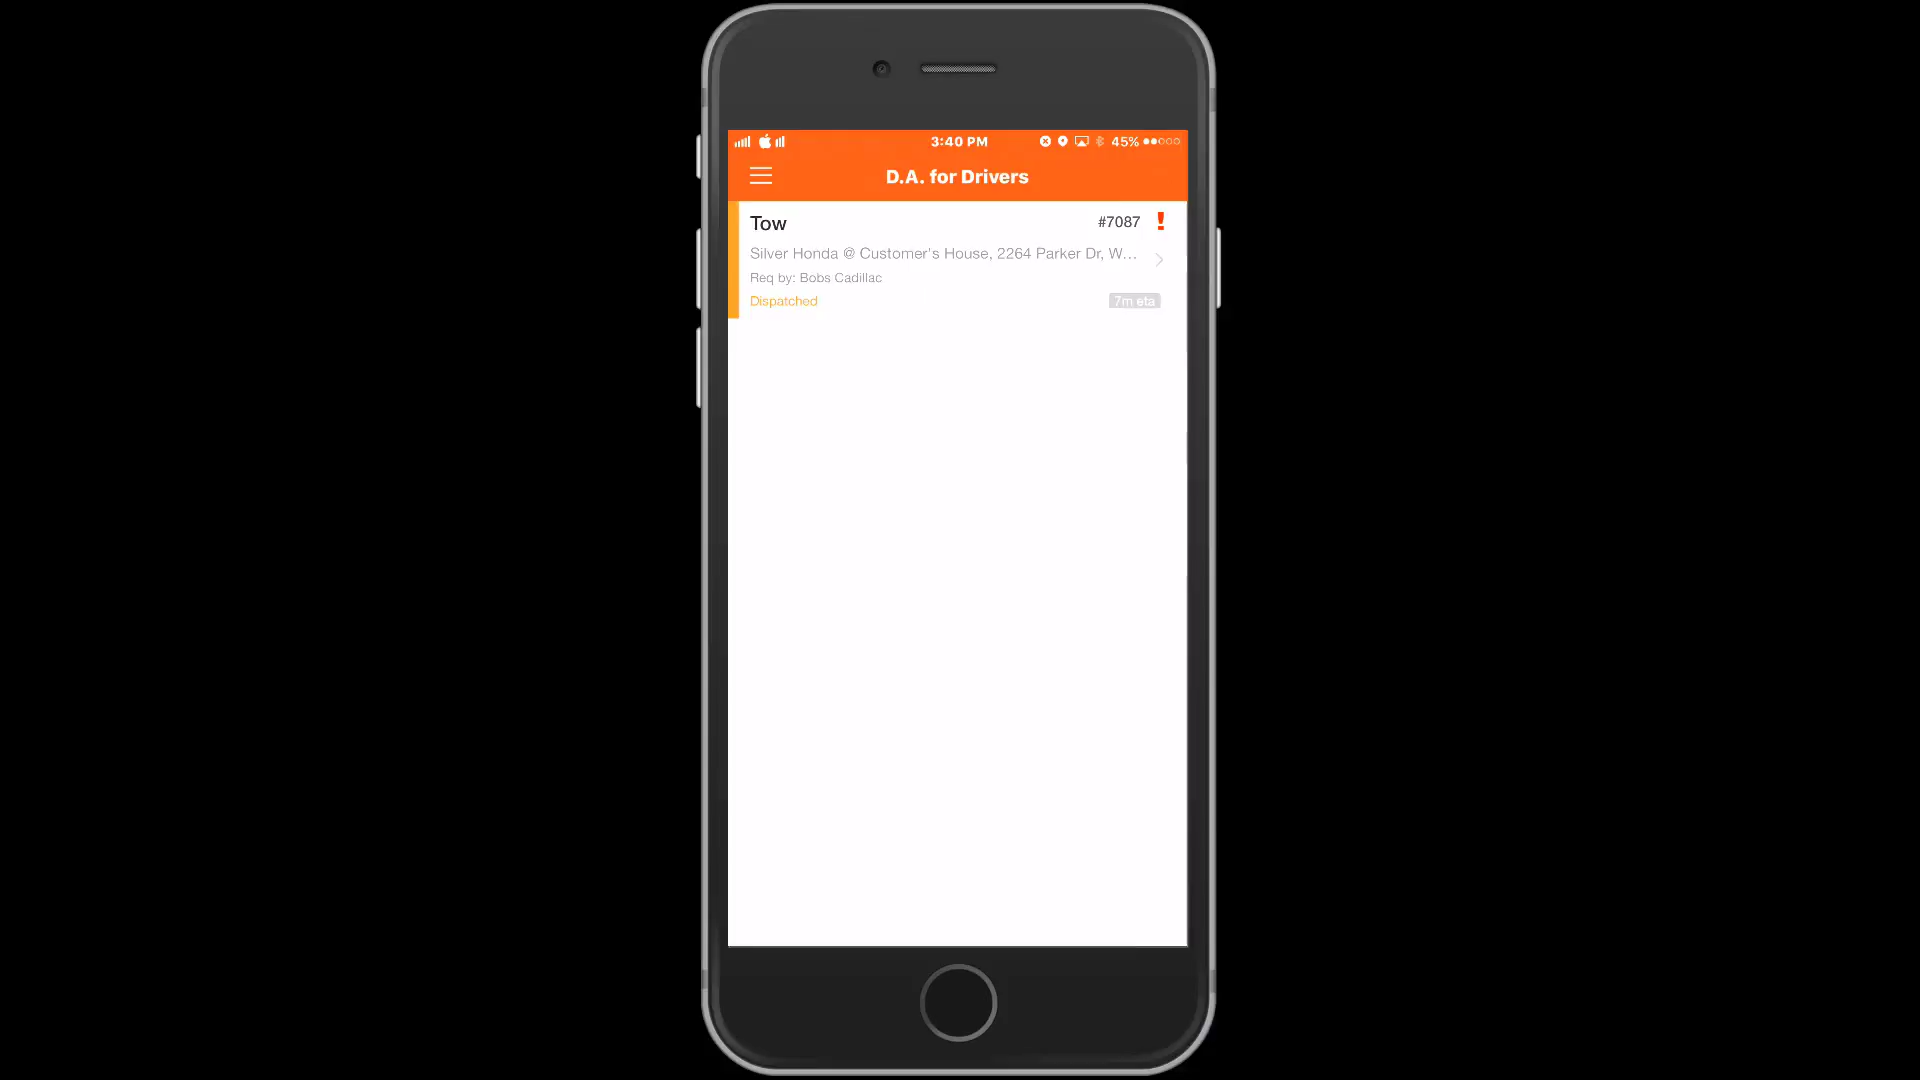 3:40 PM
45%
D.A. for Drivers
Tow
#7087
Silver Honda @ Customer's House, 2264 Parker Dr, W...
Req by: Bobs Cadillac
Dispatched
7m eta